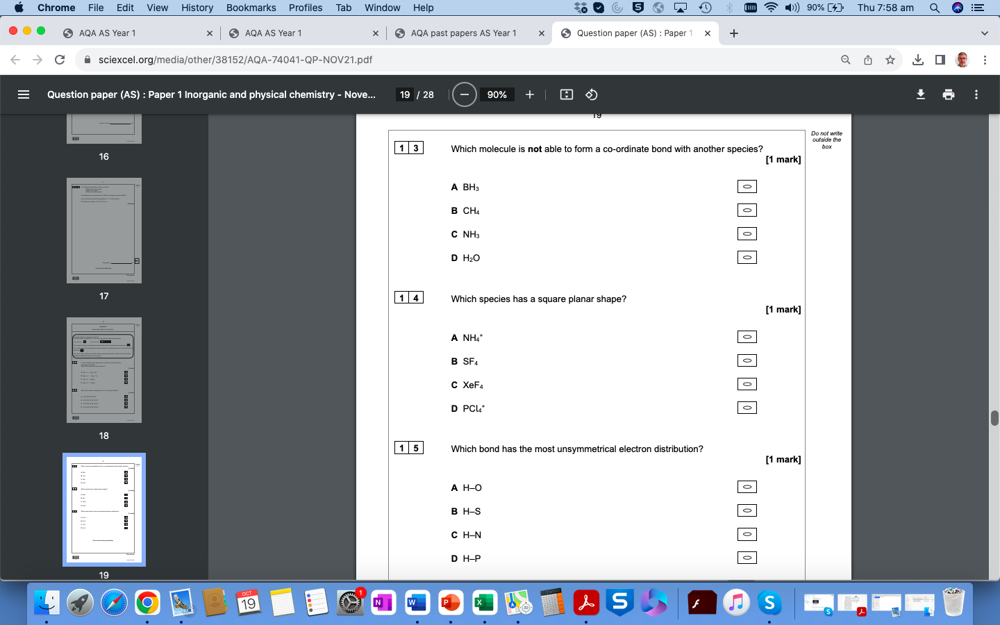 Chrome File Edit View History Bookmarks Profiles Tab Window Help 90% Thu 7:58 am
AQA AS Year 1
AQA AS Year 1
AQA past papers AS Year 1
Question paper (AS) : Paper 1
sciexcel.org/media/other/38152/AQA-74041-QP-NOV21.pdf
Question paper (AS) : Paper 1 Inorganic and physical chemistry - Nove... 19 / 28 90%
16
17
18
19
19
Do not write
outside the
box
1 3 Which molecule is not able to form a co-ordinate bond with another species?
[1 mark]
A BH₃
B CH₄
C NH₃
D H₂O
1 4 Which species has a square planar shape?
[1 mark]
A NH₄⁺
B SF₄
C XeF₄
D PCl₄⁺
1 5 Which bond has the most unsymmetrical electron distribution?
[1 mark]
A H–O
B H–S
C H–N
D H–P
OCT
19
1